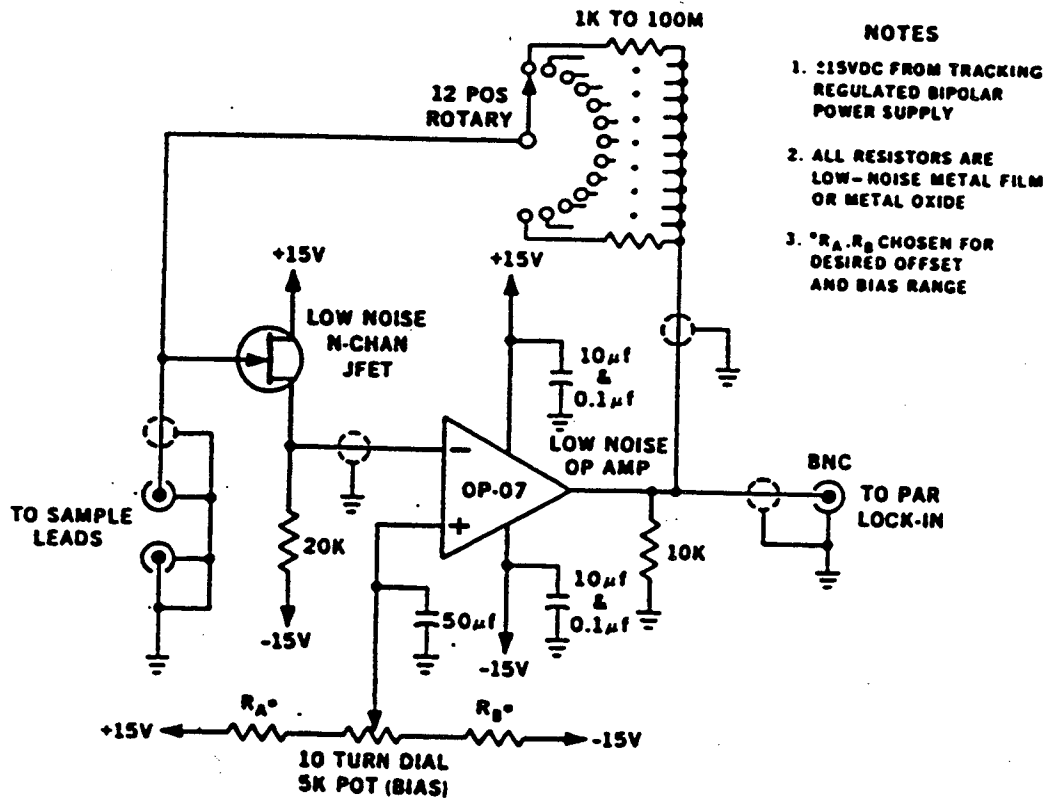 1K TO 100M
12 POS
ROTARY
NOTES
1. ±15VDC FROM TRACKING
REGULATED BIPOLAR
POWER SUPPLY
2. ALL RESISTORS ARE
LOW-NOISE METAL FILM
OR METAL OXIDE
3. *RA.RB CHOSEN FOR
DESIRED OFFSET
AND BIAS RANGE
+15V
LOW NOISE
N-CHAN
JFET
+15V
10µf
&
0.1µf
LOW NOISE
OP AMP
−
OP-07
+
BNC
TO PAR
LOCK-IN
TO SAMPLE
LEADS
20K
-15V
50µf
10µf
&
0.1µf
10K
-15V
+15V
RA*
RB*
-15V
10 TURN DIAL
5K POT (BIAS)